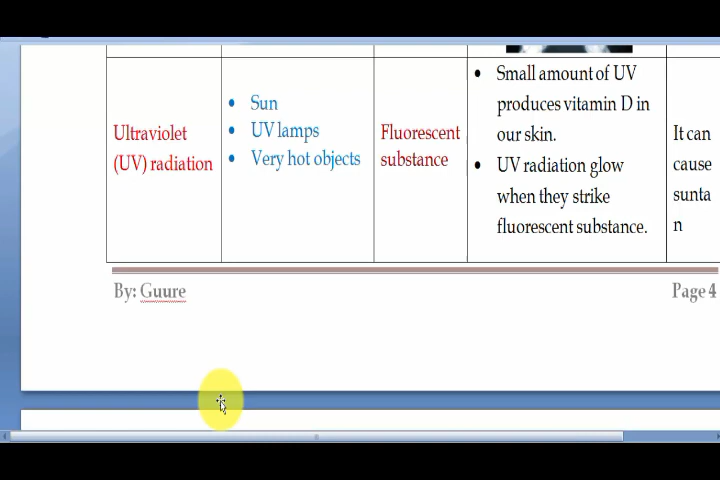 Ultraviolet
(UV) radiation
• Sun
• UV lamps
• Very hot objects
Fluorescent
substance
• Small amount of UV
produces vitamin D in
our skin.
• UV radiation glow
when they strike
fluorescent substance.
It can
cause
sunta
n
By: Guure
Page 4